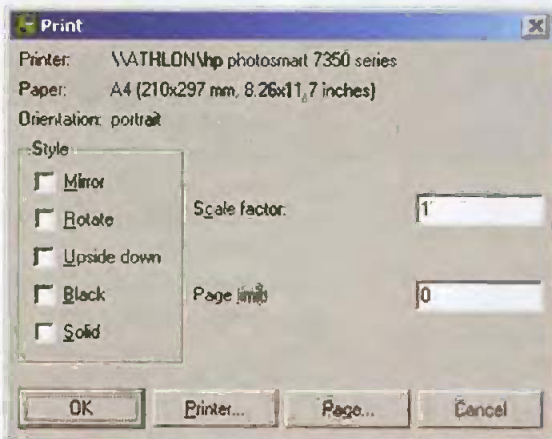 Print
Printer: \\ATHLON\hp photosmart 7350 series
Paper: A4 (210x297 mm, 8.26x11,7 inches)
Orientation: portrait
Style
Mirror
Rotate
Scale factor: 1
Upside down
Black
Page limit: 0
Solid
OK Printer... Page... Cancel